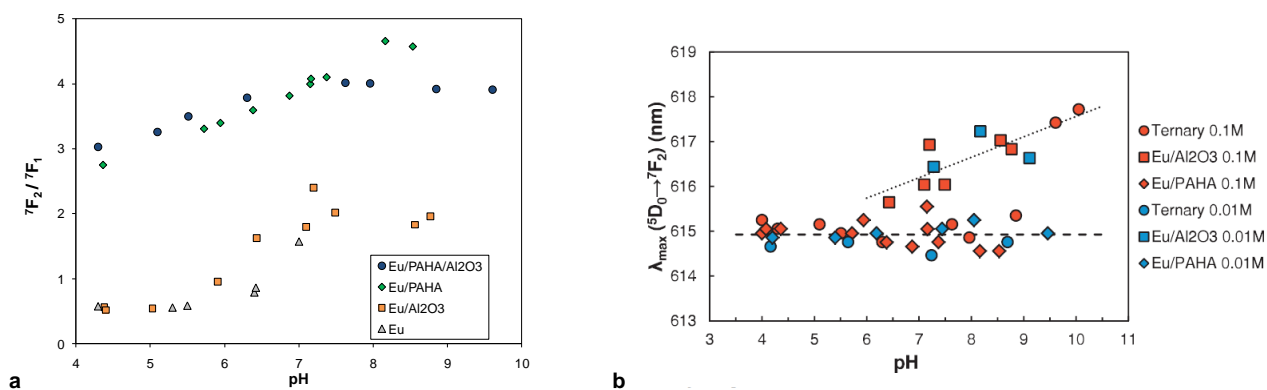 5
4
3
2
1
0
⁷F₂ / ⁷F₁
4
5
6
7
8
9
10
pH
Eu/PAHA/Al2O3
Eu/PAHA
Eu/Al2O3
Eu
a
619
618
617
616
615
614
613
λmax (⁵D₀→⁷F₂) (nm)
3
4
5
6
7
8
9
10
11
pH
Ternary 0.1M
Eu/Al2O3 0.1M
Eu/PAHA 0.1M
Ternary 0.01M
Eu/Al2O3 0.01M
Eu/PAHA 0.01M
b